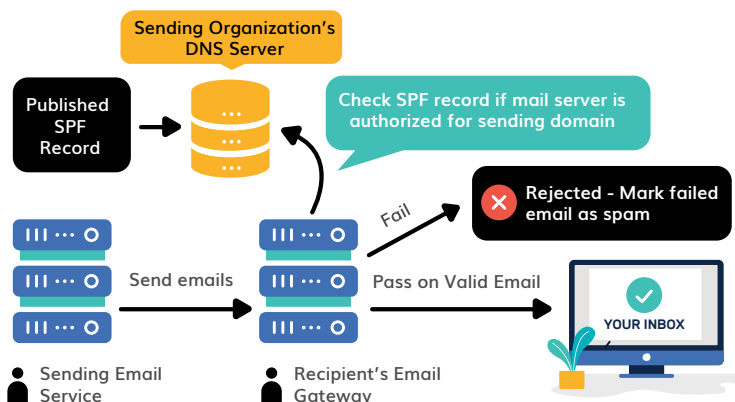 Sending Organization's
DNS Server
Published
SPF
Record
Check SPF record if mail server is
authorized for sending domain
Fail
Rejected - Mark failed
email as spam
Send emails
Pass on Valid Email
YOUR INBOX
Sending Email
Service
Recipient's Email
Gateway